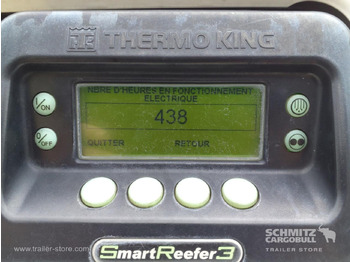 THERMO KING
NBRE D'HEURES EN FONCTIONNEMENT
ELECTRIQUE
438
QUITTER RETOUR
I/ON
O/OFF
SmartReefer3
SCHMITZ
CARGOBULL
TRAILER STORE
www.trailer-store.com